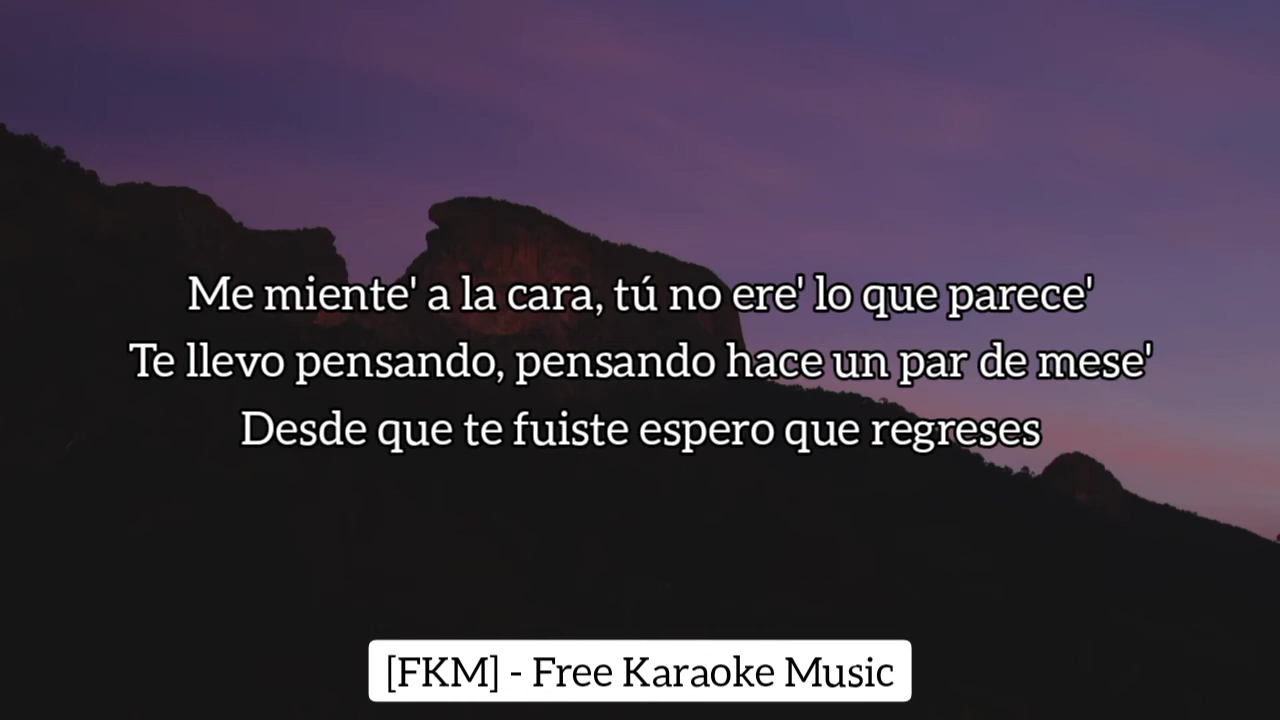 Me miente' a la cara, tú no ere' lo que parece'
Te llevo pensando, pensando hace un par de mese'
Desde que te fuiste espero que regreses
[FKM] - Free Karaoke Music